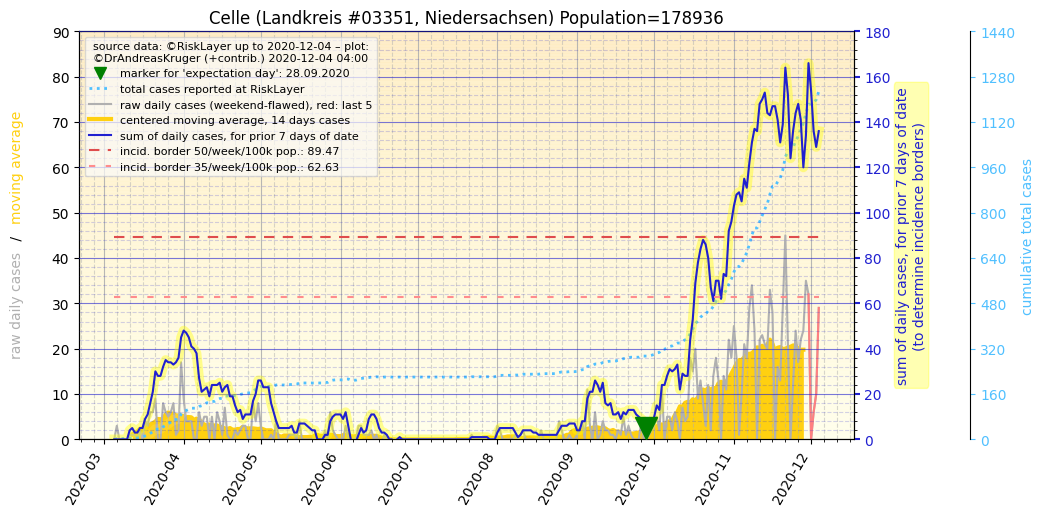 Celle (Landkreis #03351, Niedersachsen) Population=178936
source data: ©RiskLayer up to 2020-12-04 – plot:
©DrAndreasKruger (+contrib.) 2020-12-04 04:00
marker for 'expectation day': 28.09.2020
total cases reported at RiskLayer
raw daily cases (weekend-flawed), red: last 5
centered moving average, 14 days cases
sum of daily cases, for prior 7 days of date
incid. border 50/week/100k pop.: 89.47
incid. border 35/week/100k pop.: 62.63
raw daily cases / moving average
90
80
70
60
50
40
30
20
10
0
2020-03
2020-04
2020-05
2020-06
2020-07
2020-08
2020-09
2020-10
2020-11
2020-12
180
160
140
120
100
80
60
40
20
0
sum of daily cases, for prior 7 days of date
(to determine incidence borders)
1440
1280
1120
960
800
640
480
320
160
0
cumulative total cases